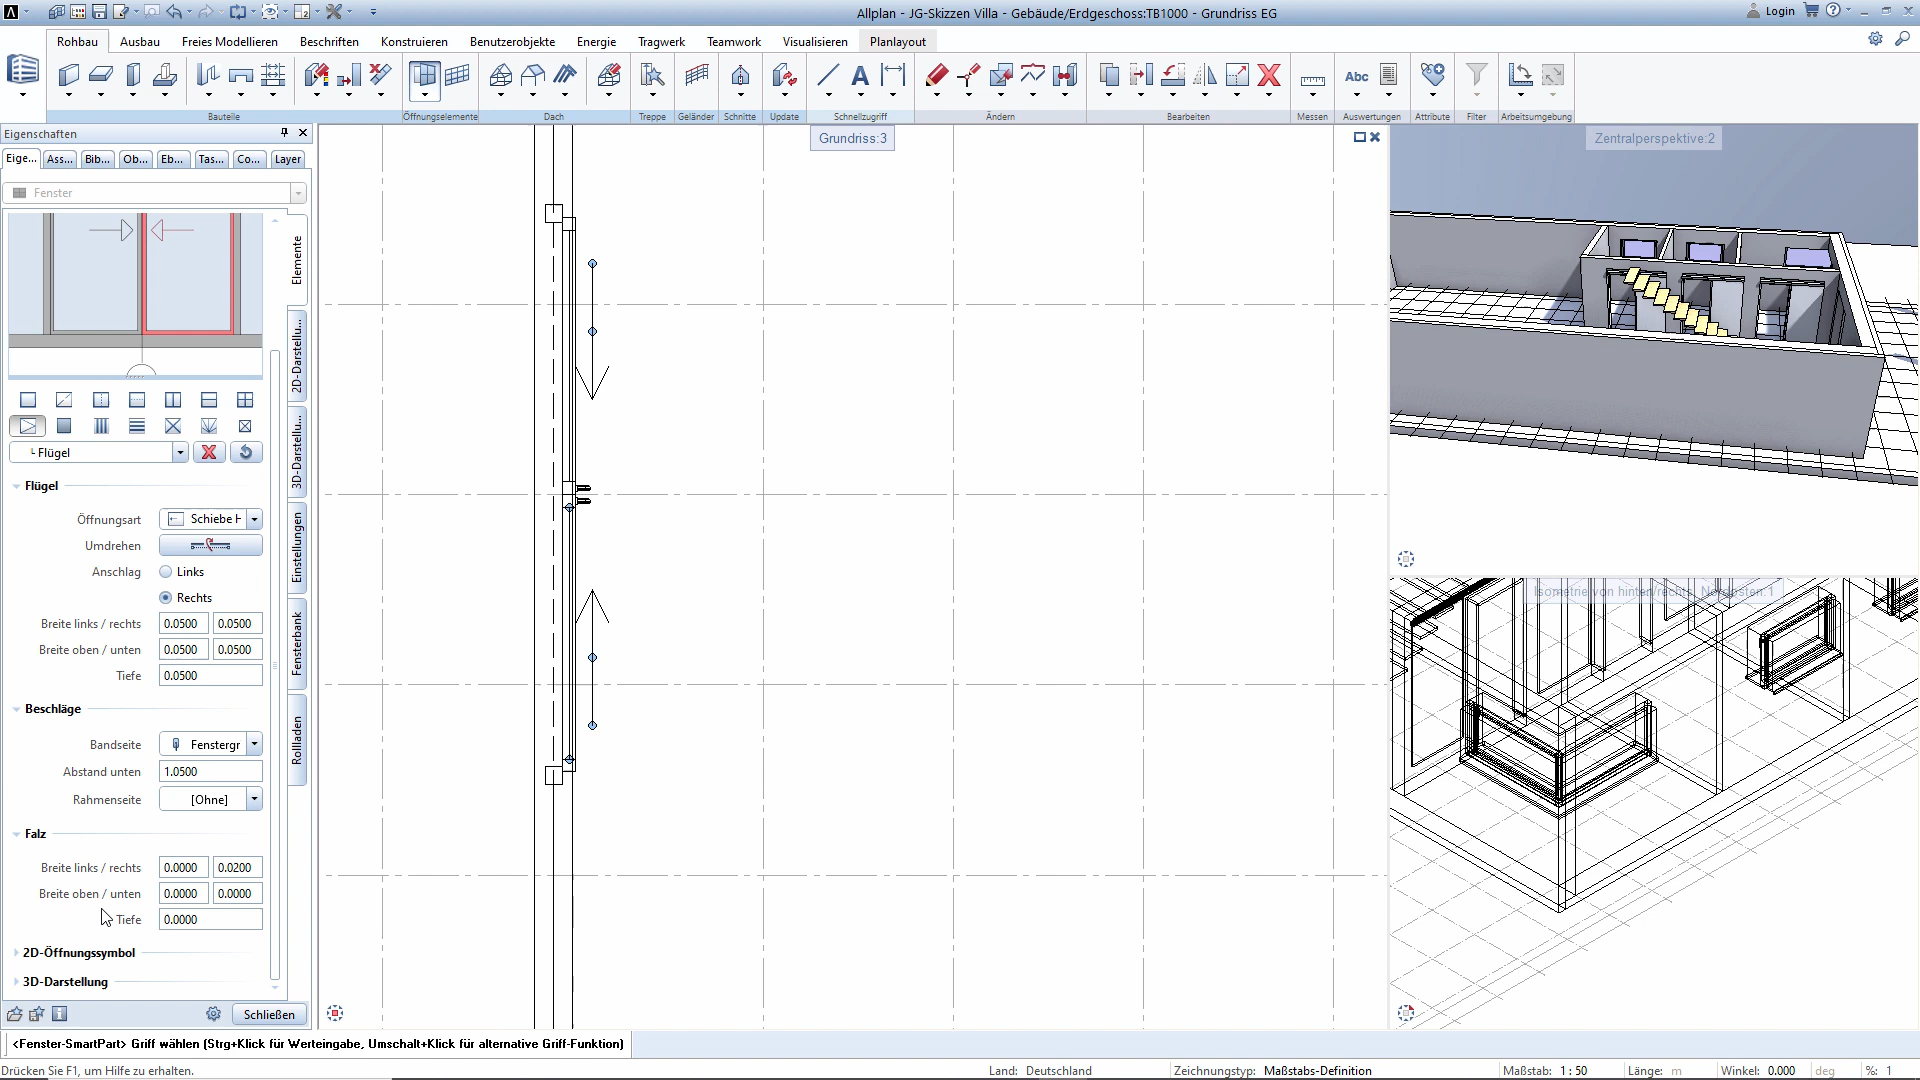 Allplan - JG-Skizzen Villa - Gebäude/Erdgeschoss:TB1000 - Grundriss EG
Login
Rohbau
Ausbau
Freies Modellieren
Beschriften
Konstruieren
Benutzerobjekte
Energie
Tragwerk
Teamwork
Visualisieren
Planlayout
Abc
Bauteile
Öffnungselemente
Dach
Treppe
Geländer
Schnitte
Update
Schnellzugriff
Ändern
Bearbeiten
Messen
Auswertungen
Attribute
Filter
Arbeitsumgebung
Eigenschaften
Eige...
Ass...
Bib...
Ob...
Eb...
Tas...
Co...
Layer
Fenster
Elemente
2D-Darstellu...
3D-Darstellu...
Einstellungen
Fensterbank
Rollladen
Flügel
Flügel
Öffnungsart Schiebe H
Umdrehen
Anschlag Links
Rechts
Breite links / rechts 0.0500 0.0500
Breite oben / unten 0.0500 0.0500
Tiefe 0.0500
Beschläge
Bandseite Fenstergr
Abstand unten 1.0500
Rahmenseite [Ohne]
Falz
Breite links / rechts 0.0000 0.0200
Breite oben / unten 0.0000 0.0000
Tiefe 0.0000
2D-Öffnungssymbol
3D-Darstellung
Schließen
Grundriss:3
Zentralperspektive:2
Isometrie von hinten/rechts, Nordosten:1
<Fenster-SmartPart> Griff wählen (Strg+Klick für Werteingabe, Umschalt+Klick für alternative Griff-Funktion)
Drücken Sie F1, um Hilfe zu erhalten.
Land: Deutschland
Zeichnungstyp: Maßstabs-Definition
Maßstab: 1 : 50
Länge: m
Winkel: 0.000
deg
%: 1